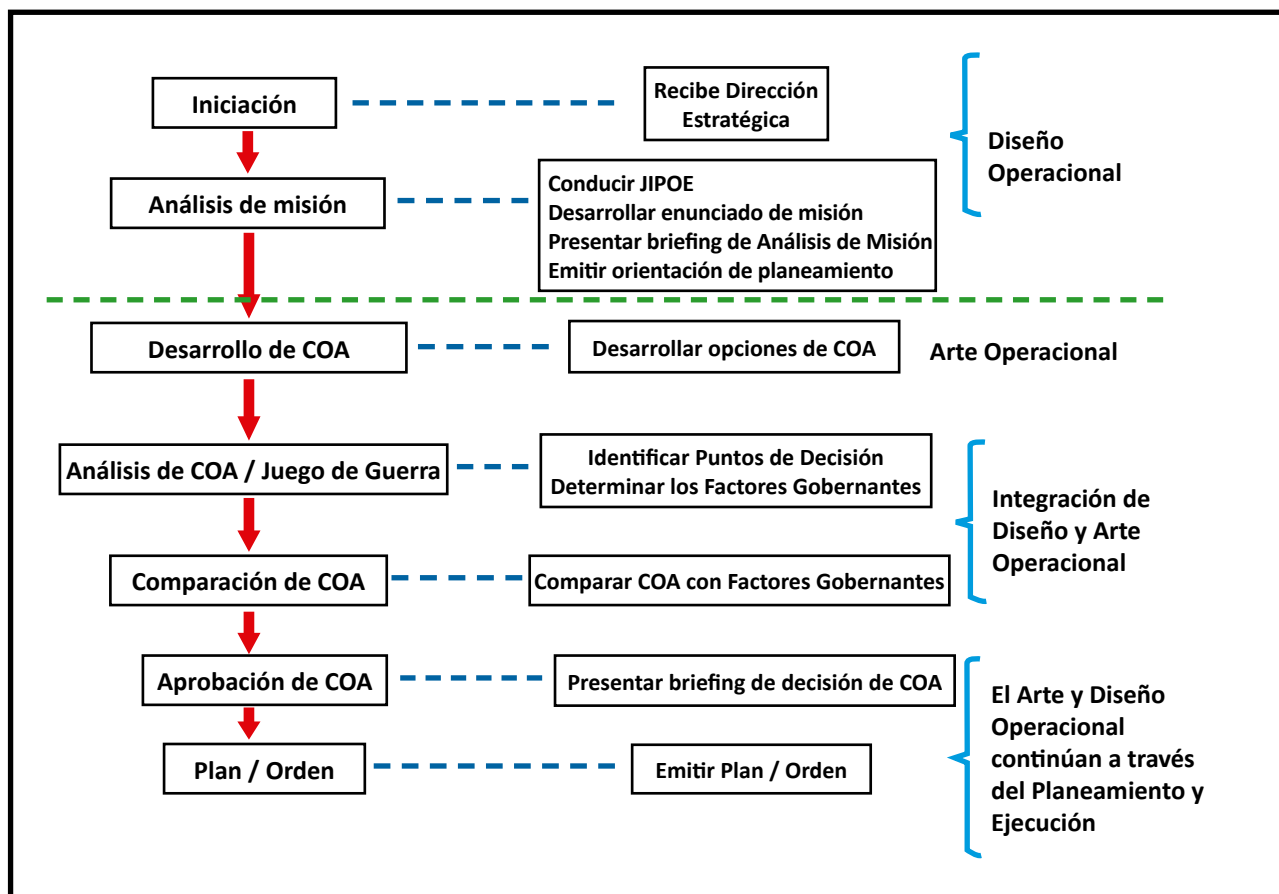 Iniciación
Recibe Dirección
Estratégica
Diseño
Operacional
Análisis de misión
Conducir JIPOE
Desarrollar enunciado de misión
Presentar briefing de Análisis de Misión
Emitir orientación de planeamiento
Desarrollo de COA
Desarrollar opciones de COA
Arte Operacional
Análisis de COA / Juego de Guerra
Identificar Puntos de Decisión
Determinar los Factores Gobernantes
Integración de
Diseño y Arte
Operacional
Comparación de COA
Comparar COA con Factores Gobernantes
Aprobación de COA
Presentar briefing de decisión de COA
El Arte y Diseño
Operacional
continúan a través
del Planeamiento y
Ejecución
Plan / Orden
Emitir Plan / Orden